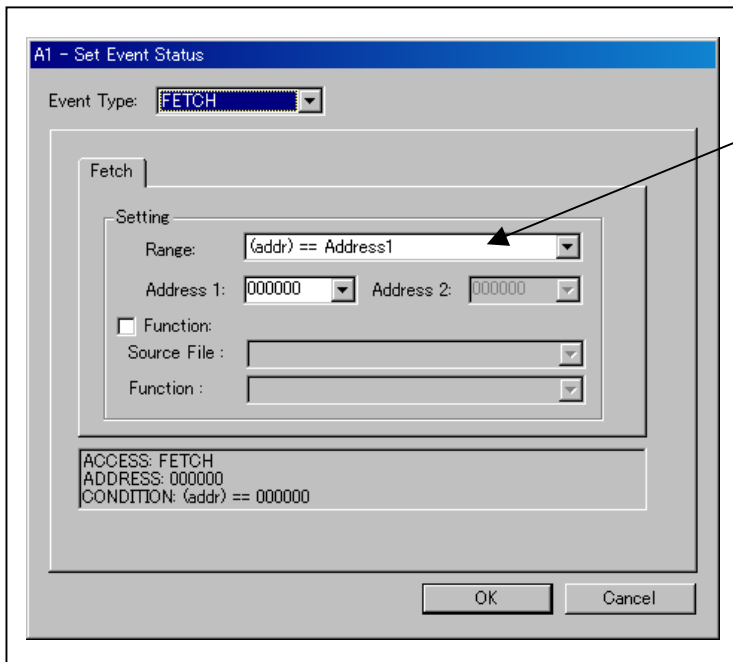 A1 - Set Event Status
Event Type: FETCH
Fetch
Setting
Range: (addr) == Address1
Address 1: 000000 Address 2: 000000
Function:
Source File :
Function :
ACCESS: FETCH
ADDRESS: 000000
CONDITION: (addr) == 000000
OK Cancel